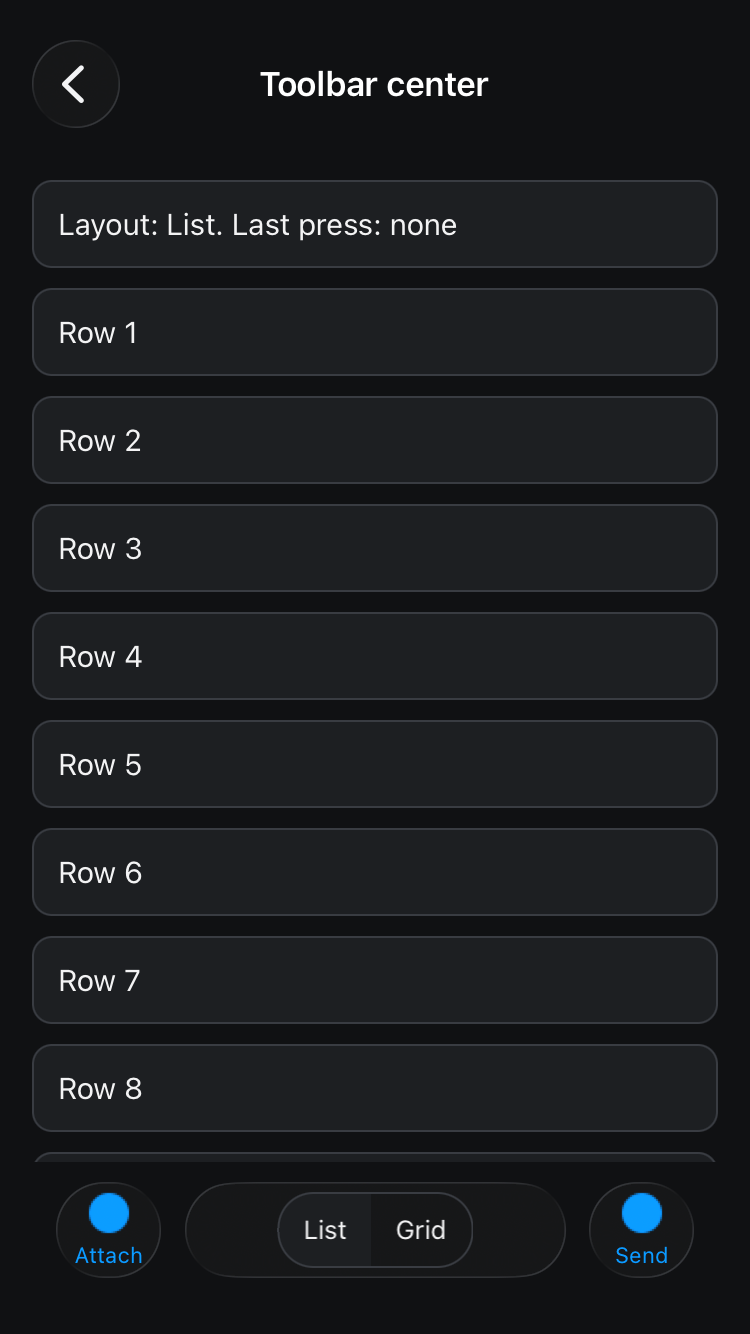 Toolbar center
Layout: List. Last press: none
Row 1
Row 2
Row 3
Row 4
Row 5
Row 6
Row 7
Row 8
List Grid
Attach Send